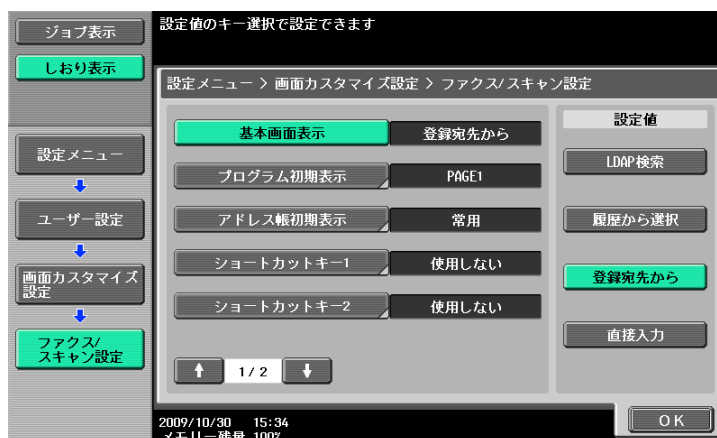 ジョブ表示
しおり表示
設定メニュー
ユーザー設定
画面カスタマイズ
設定
ファクス/
スキャン設定
設定値のキー選択で設定できます
設定メニュー > 画面カスタマイズ設定 > ファクス/スキャン設定
基本画面表示 登録宛先から
プログラム初期表示 PAGE1
アドレス帳初期表示 常用
ショートカットキー1 使用しない
ショートカットキー2 使用しない
↑ 1/2 ↓
設定値
LDAP検索
履歴から選択
登録宛先から
直接入力
2009/10/30 15:34
メモリー残量 100%
OK